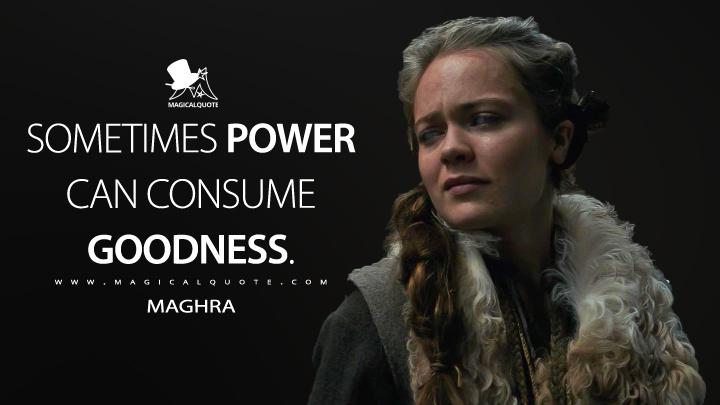 MAGICALQUOTE
SOMETIMES POWER
CAN CONSUME
GOODNESS.
WWW.MAGICALQUOTE.COM
MAGHRA